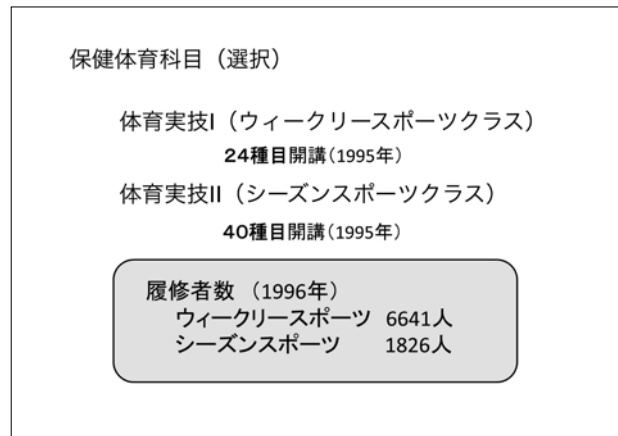 保健体育科目（選択）
体育実技I（ウィークリースポーツクラス）
24種目開講（1995年）
体育実技II（シーズンスポーツクラス）
40種目開講（1995年）
履修者数 （1996年）
ウィークリースポーツ 6641人
シーズンスポーツ 1826人